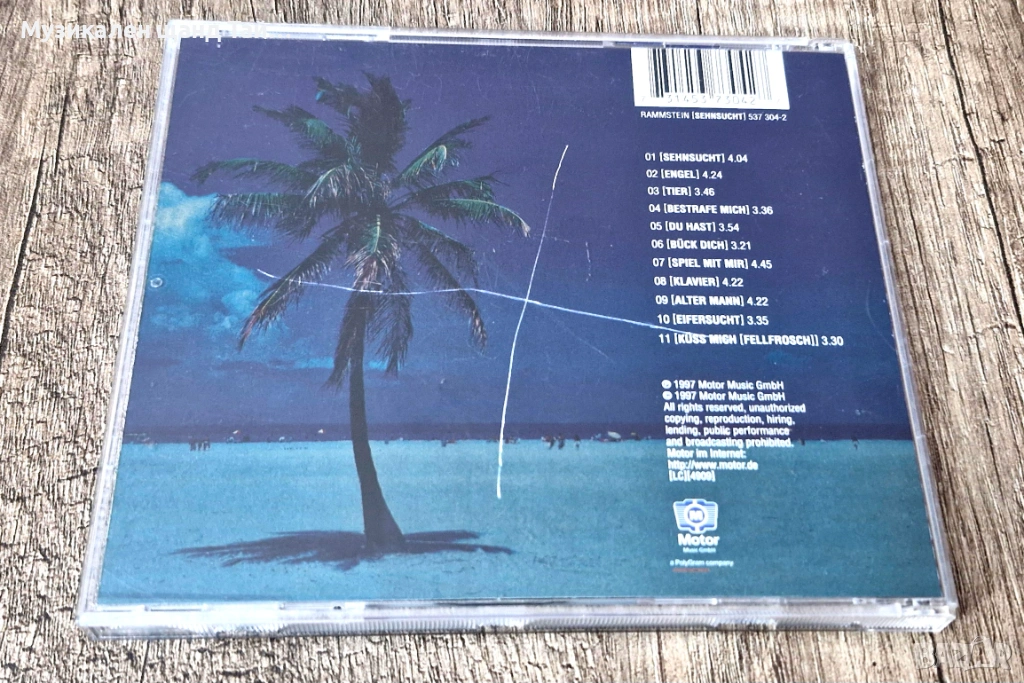 Музикален
31453 73042
RAMMSTEIN [SEHNSUCHT] 537 304-2
01 [SEHNSUCHT] 4.04
02 [ENGEL] 4.24
03 [TIER] 3.46
04 [BESTRAFE MICH] 3.36
05 [DU HAST] 3.54
06 [BÜCK DICH] 3.21
07 [SPIEL MIT MIR] 4.45
08 [KLAVIER] 4.22
09 [ALTER MANN] 4.22
10 [EIFERSUCHT] 3.35
11 [KÜSS MICH [FELLFROSCH]] 3.30
℗ 1997 Motor Music GmbH
© 1997 Motor Music GmbH
All rights reserved, unauthorized
copying, reproduction, hiring,
lending, public performance
and broadcasting prohibited.
Motor im Internet:
http://www.motor.de
[LC][4909]
M
Motor
Music GmbH
a PolyGram company